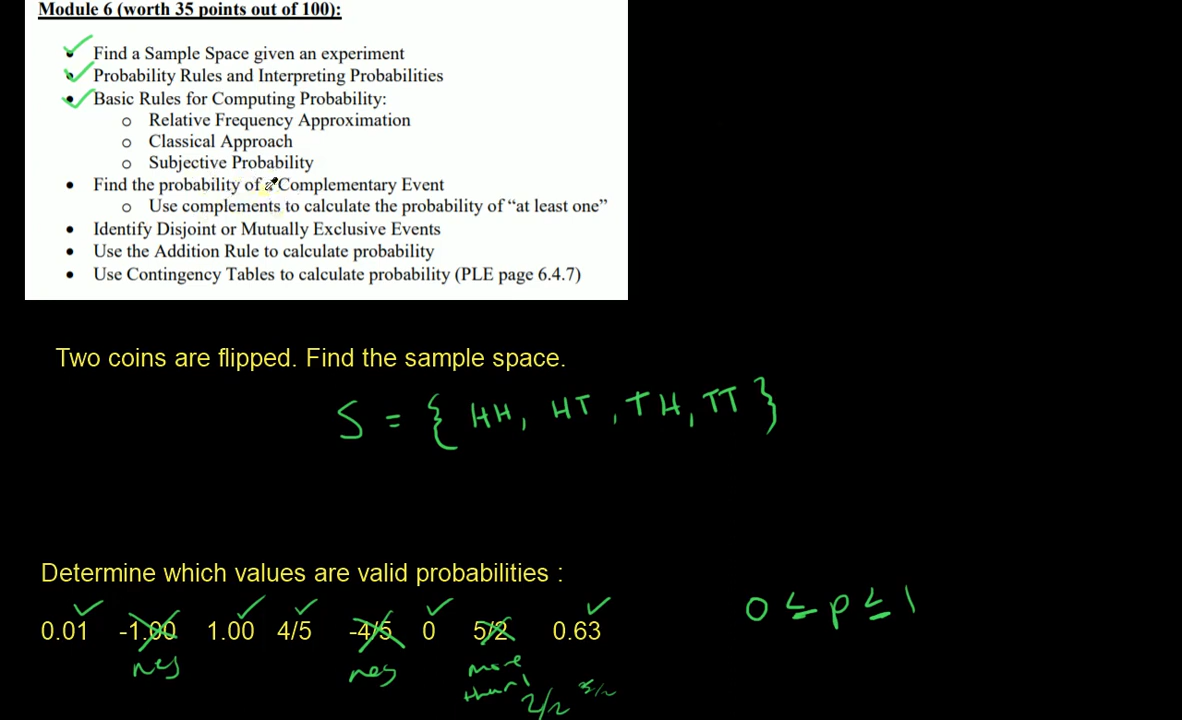 Module 6 (worth 35 points out of 100):
• Find a Sample Space given an experiment
• Probability Rules and Interpreting Probabilities
• Basic Rules for Computing Probability:
o Relative Frequency Approximation
o Classical Approach
o Subjective Probability
• Find the probability of a Complementary Event
o Use complements to calculate the probability of “at least one”
• Identify Disjoint or Mutually Exclusive Events
• Use the Addition Rule to calculate probability
• Use Contingency Tables to calculate probability (PLE page 6.4.7)
Two coins are flipped. Find the sample space.
S = { HH, HT, TH, TT }
Determine which values are valid probabilities :
0 ≤ p ≤ 1
0.01 -1.00 1.00 4/5 -4/5 0 5/2 0.63
neg neg more
than 1
2/2 5/2